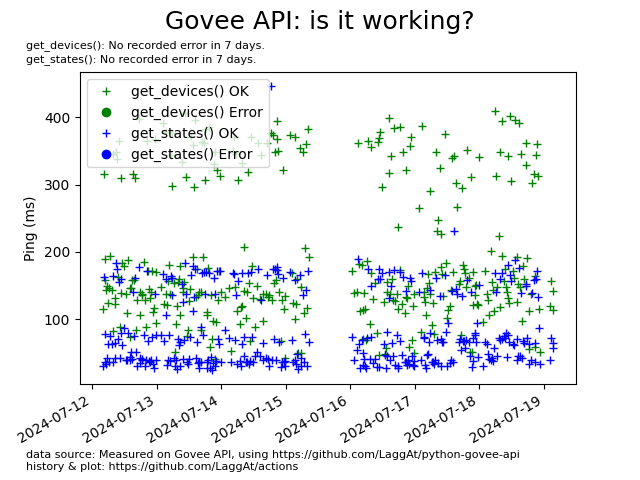 Govee API: is it working?
get_devices(): No recorded error in 7 days.
get_states(): No recorded error in 7 days.
get_devices() OK
get_devices() Error
get_states() OK
get_states() Error
Ping (ms)
400
300
200
100
2024-07-12
2024-07-13
2024-07-14
2024-07-15
2024-07-16
2024-07-17
2024-07-18
2024-07-19
data source: Measured on Govee API, using https://github.com/LaggAt/python-govee-api
history & plot: https://github.com/LaggAt/actions